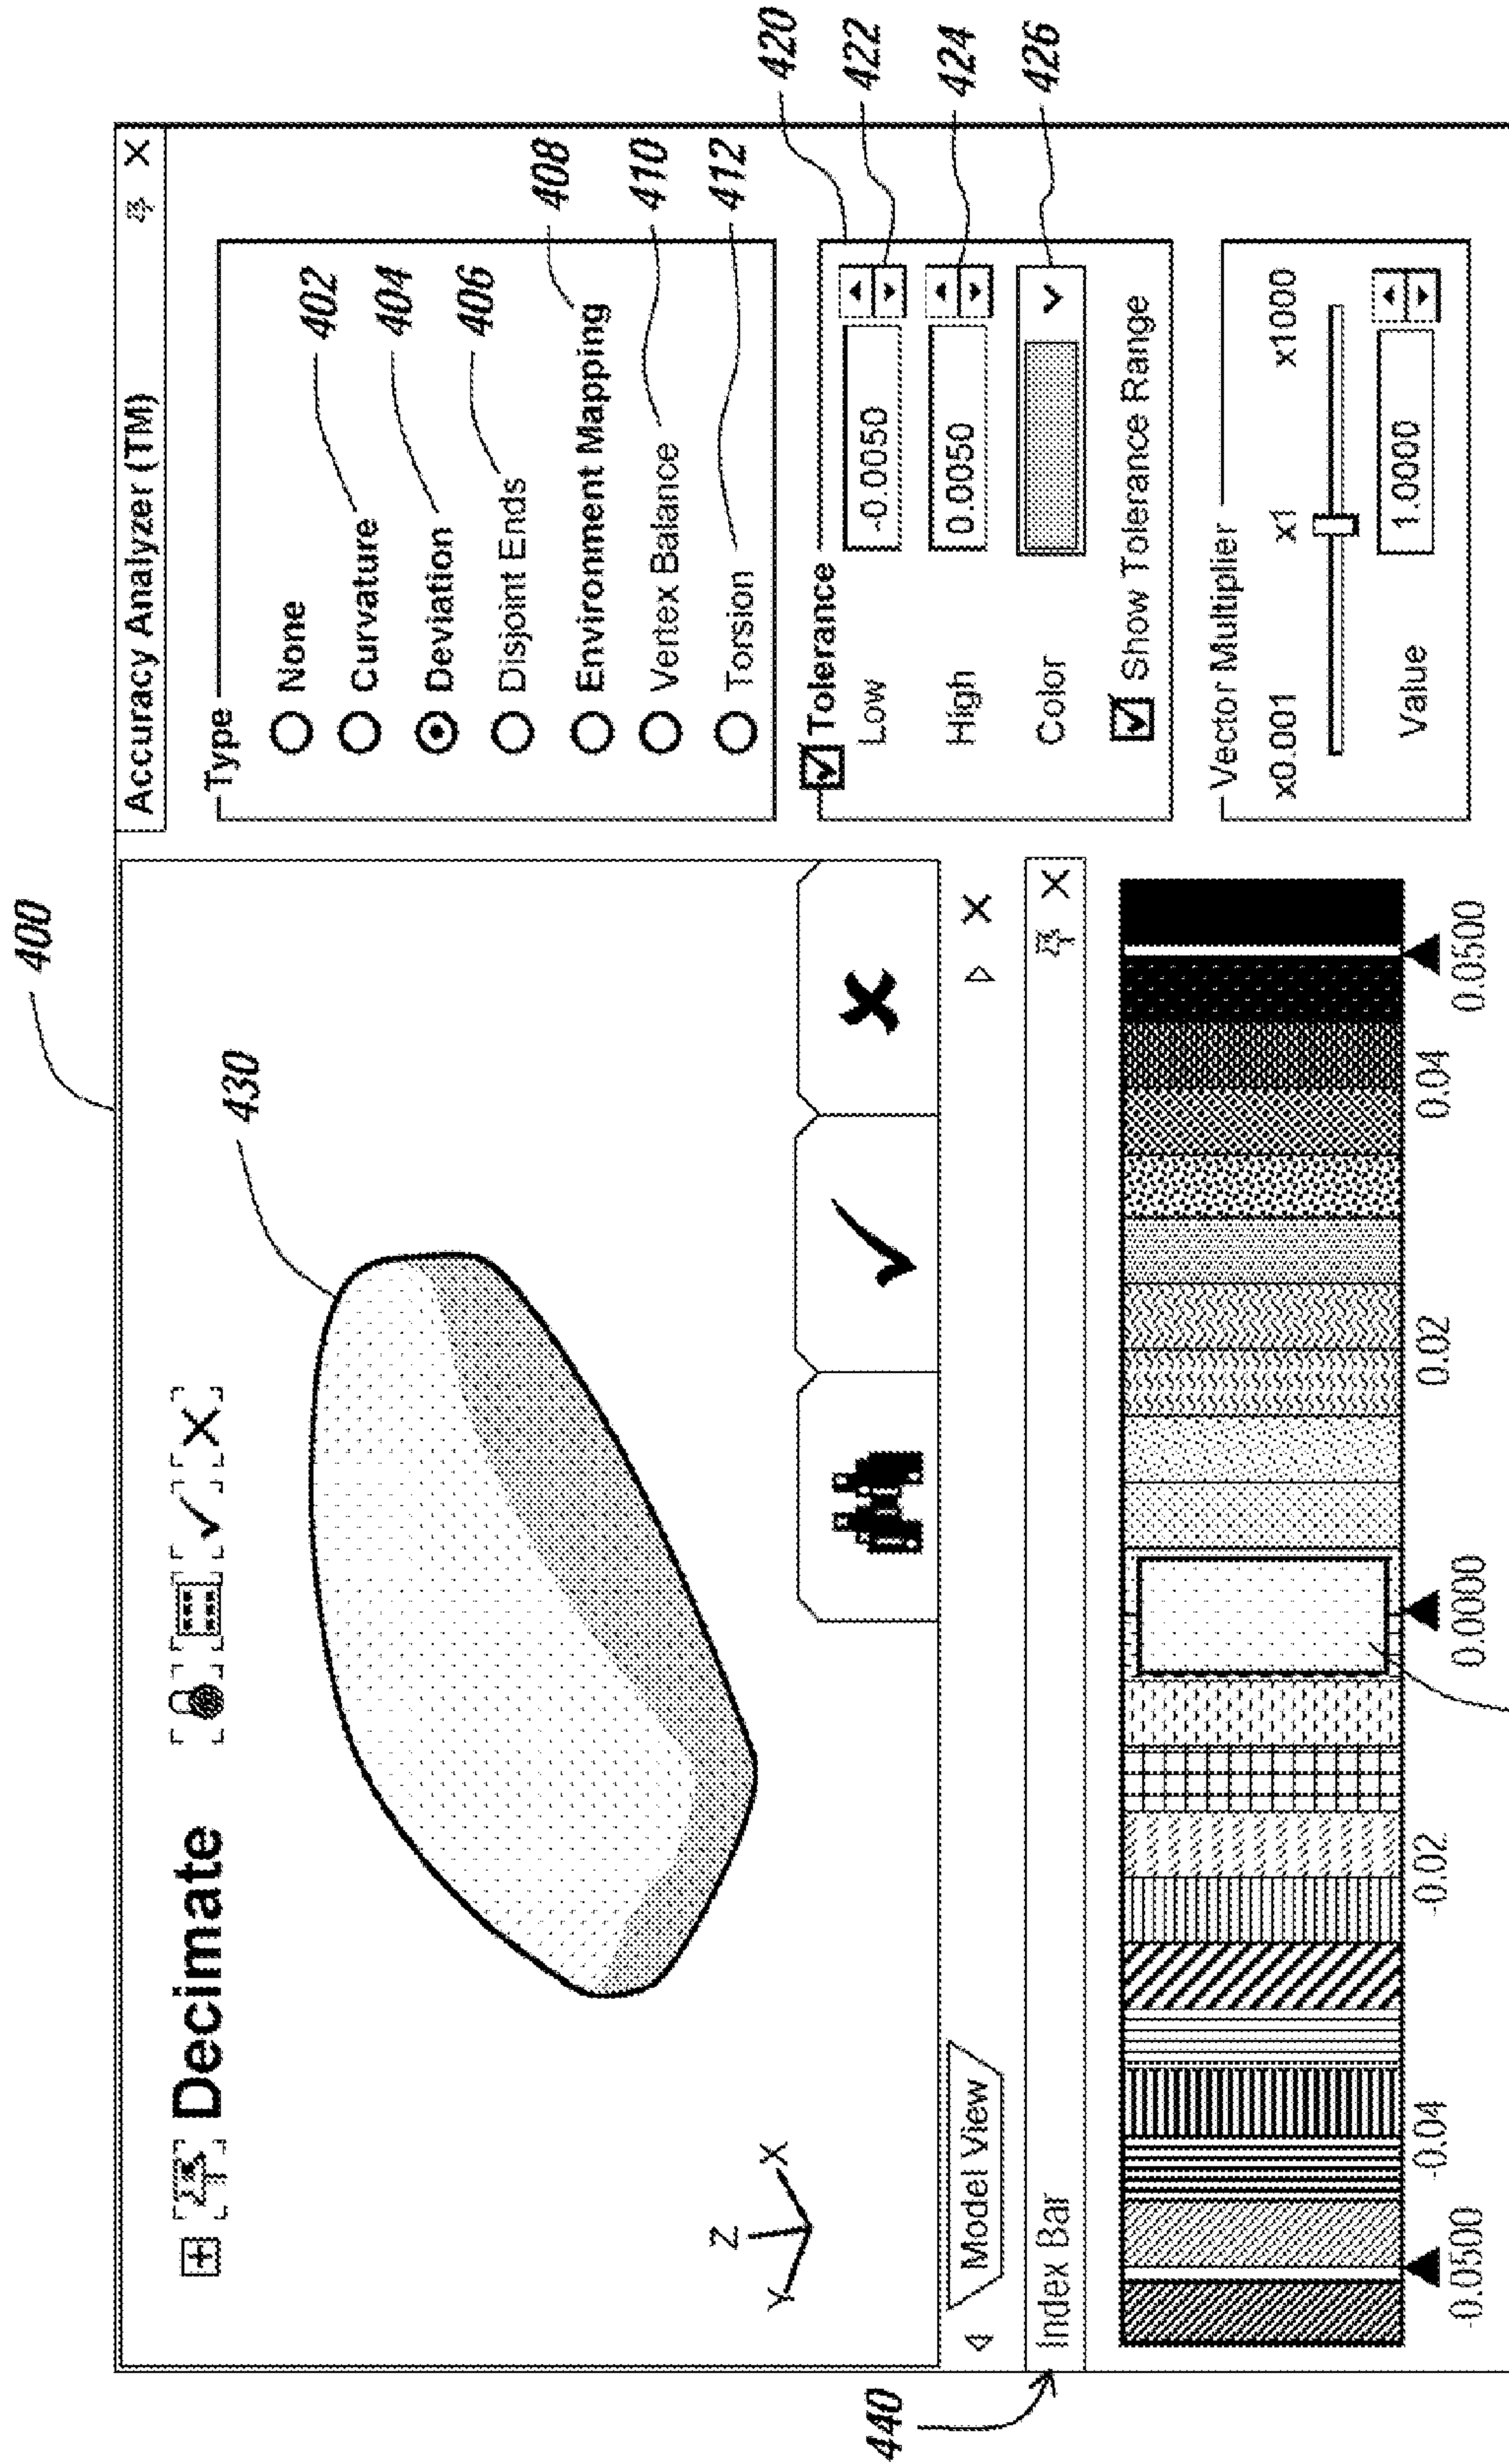 400
Accuracy Analyzer (TM)
Decimate
430
Z
Y
X
Model View
440
Index Bar
-0.0500
-0.04
-0.02
0.0000
0.02
0.04
0.0500
Type
None
Curvature
402
Deviation
404
Disjoint Ends
406
Environment Mapping
408
Vertex Balance
410
Torsion
412
Tolerance
420
Low
-0.0050
422
High
0.0050
424
Color
426
Show Tolerance Range
Vector Multiplier
x0.001 x1 x1000
Value
1.0000